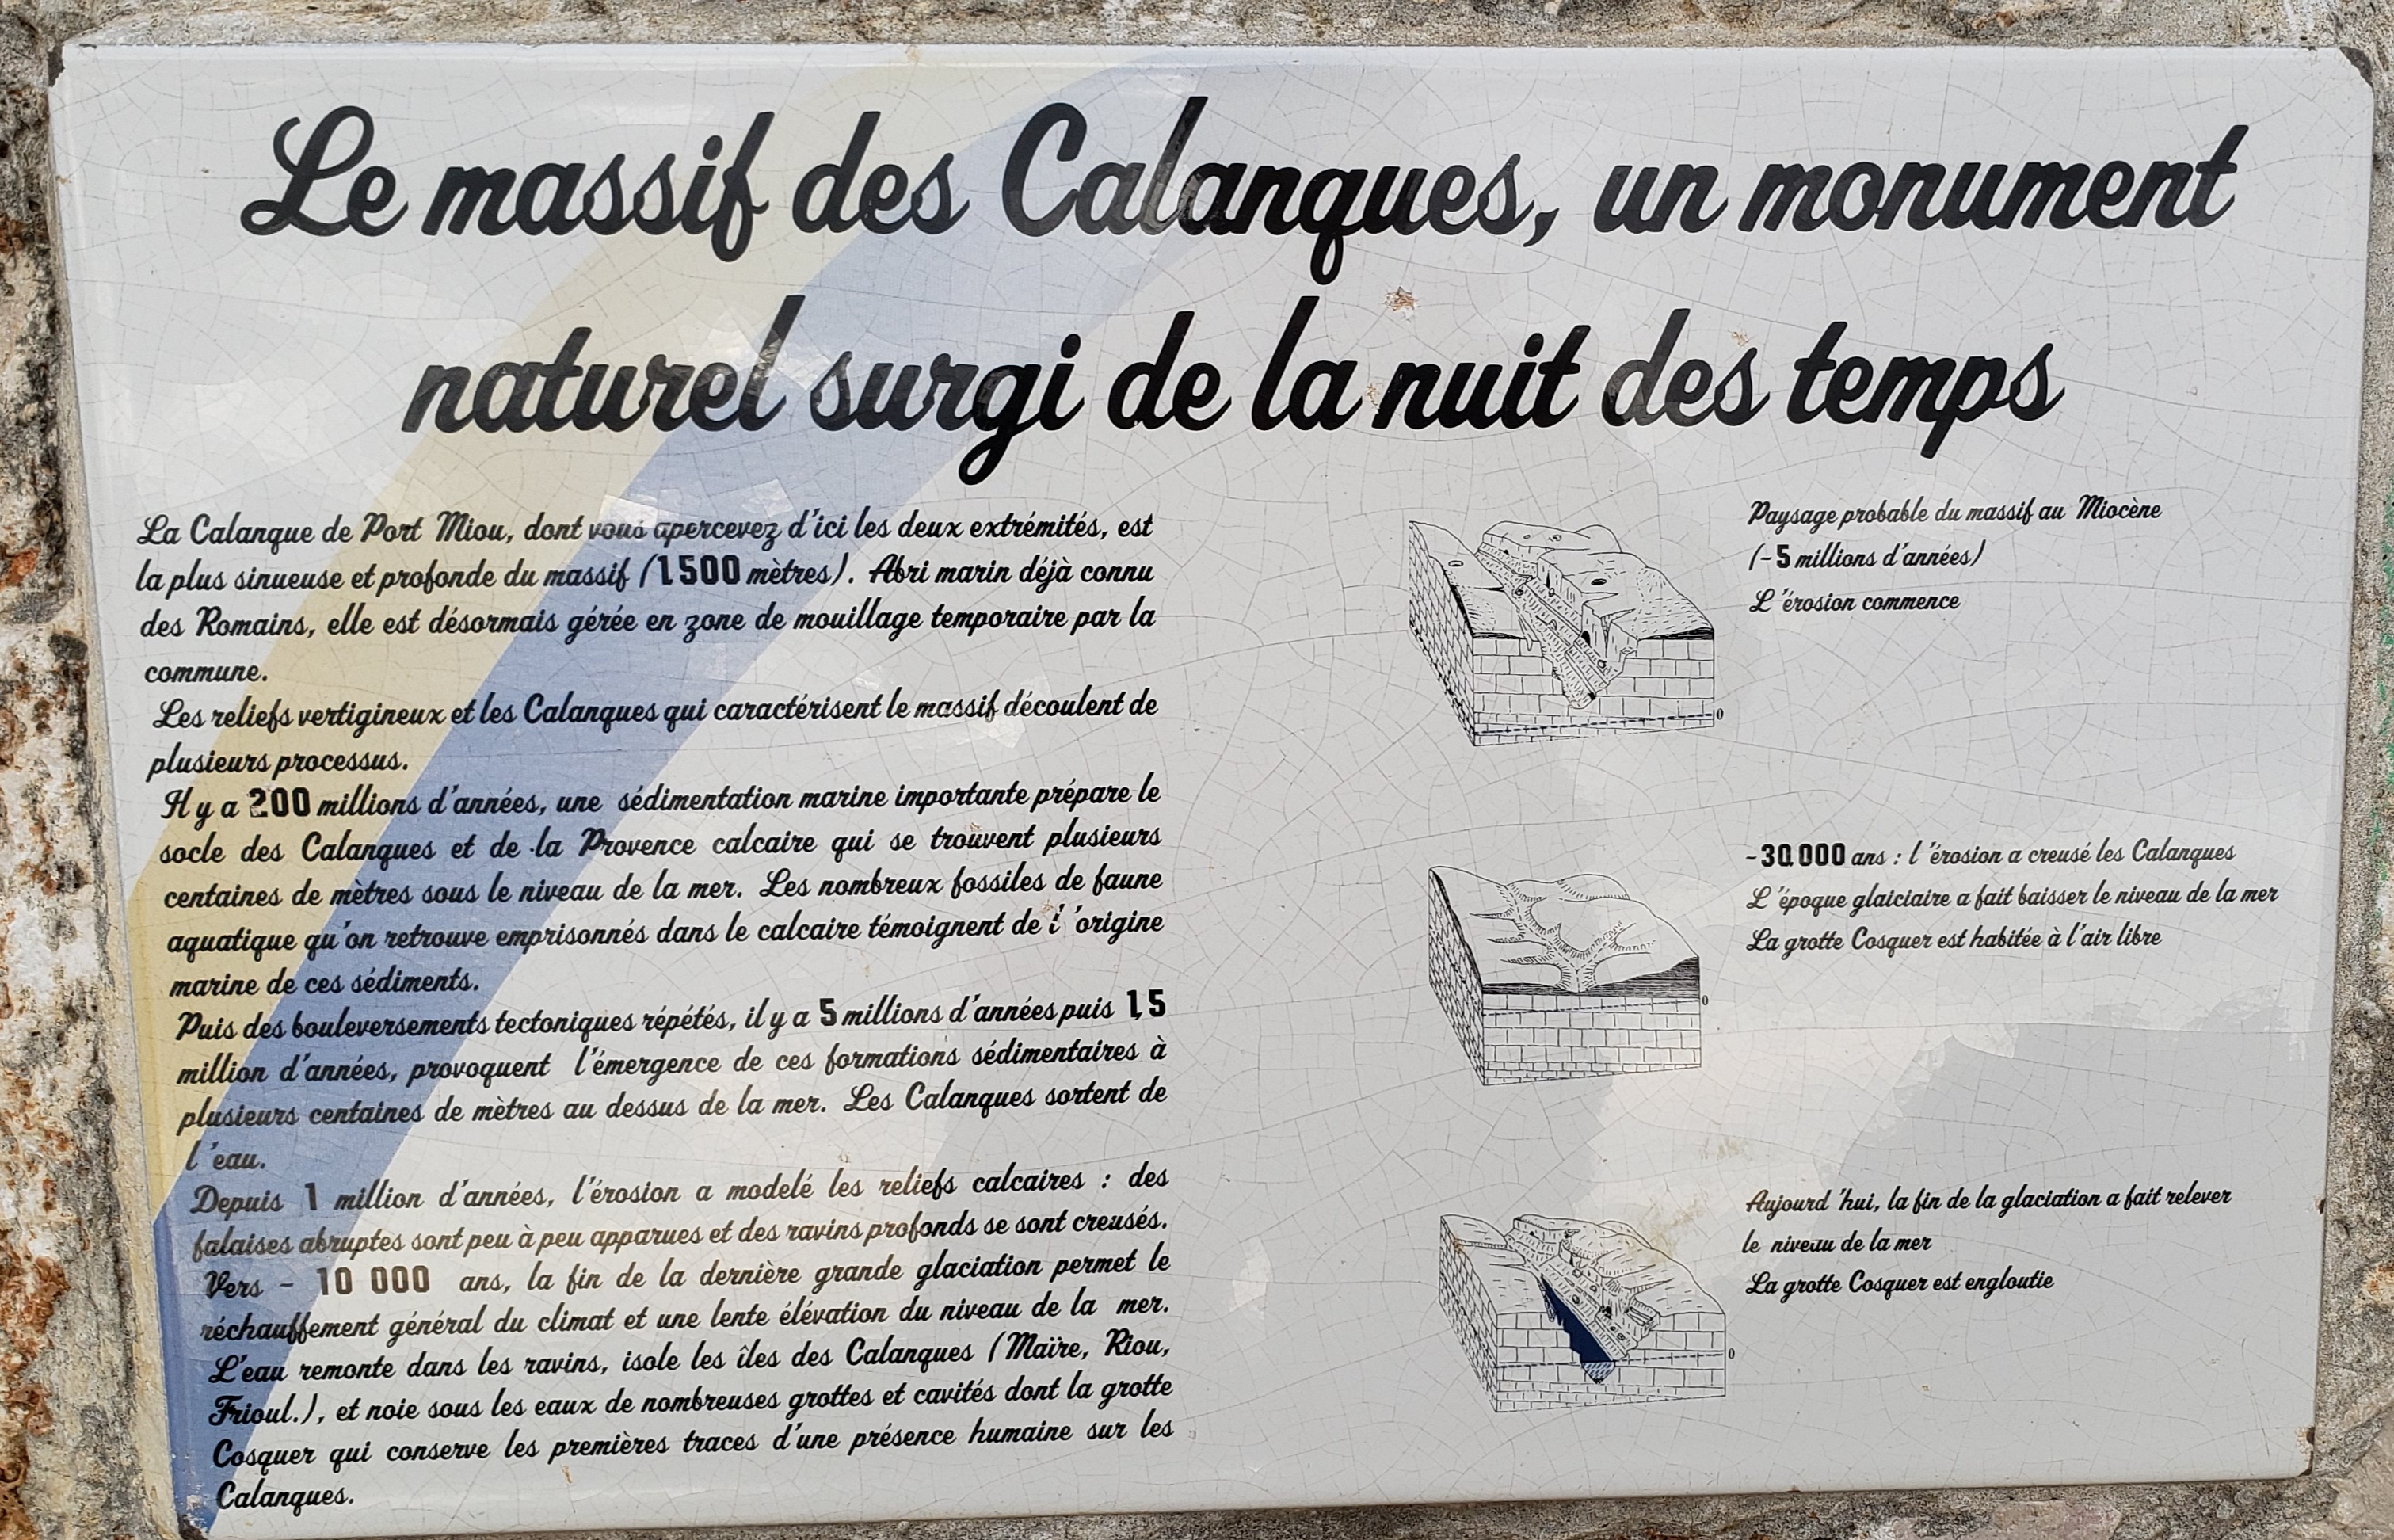 Le massif des Calanques, un monument
naturel surgi de la nuit des temps
La Calanque de Port Miou, dont vous apercevez d'ici les deux extrémités, est
la plus sinueuse et profonde du massif (1500 mètres). Abri marin déjà connu
des Romains, elle est désormais gérée en zone de mouillage temporaire par la
commune.
Les reliefs vertigineux et les Calanques qui caractérisent le massif découlent de
plusieurs processus.
Il y a 200 millions d'années, une sédimentation marine importante prépare le
socle des Calanques et de la Provence calcaire qui se trouvent plusieurs
centaines de mètres sous le niveau de la mer. Les nombreux fossiles de faune
aquatique qu'on retrouve emprisonnés dans le calcaire témoignent de l'origine
marine de ces sédiments.
Puis des bouleversements tectoniques répétés, il y a 5 millions d'années puis 1,5
million d'années, provoquent l'émergence de ces formations sédimentaires à
plusieurs centaines de mètres au dessus de la mer. Les Calanques sortent de
l'eau.
Depuis 1 million d'années, l'érosion a modelé les reliefs calcaires : des
falaises abruptes sont peu à peu apparues et des ravins profonds se sont creusés.
Vers - 10 000 ans, la fin de la dernière grande glaciation permet le
réchauffement général du climat et une lente élévation du niveau de la mer.
L'eau remonte dans les ravins, isole les îles des Calanques (Maïre, Riou,
Frioul.), et noie sous les eaux de nombreuses grottes et cavités dont la grotte
Cosquer qui conserve les premières traces d'une présence humaine sur les
Calanques.
Paysage probable du massif au Miocène
(-5 millions d'années)
L'érosion commence
0
-30.000 ans : l'érosion a creusé les Calanques
L'époque glaiciaire a fait baisser le niveau de la mer
La grotte Cosquer est habitée à l'air libre
0
Aujourd'hui, la fin de la glaciation a fait relever
le niveau de la mer
La grotte Cosquer est engloutie
0